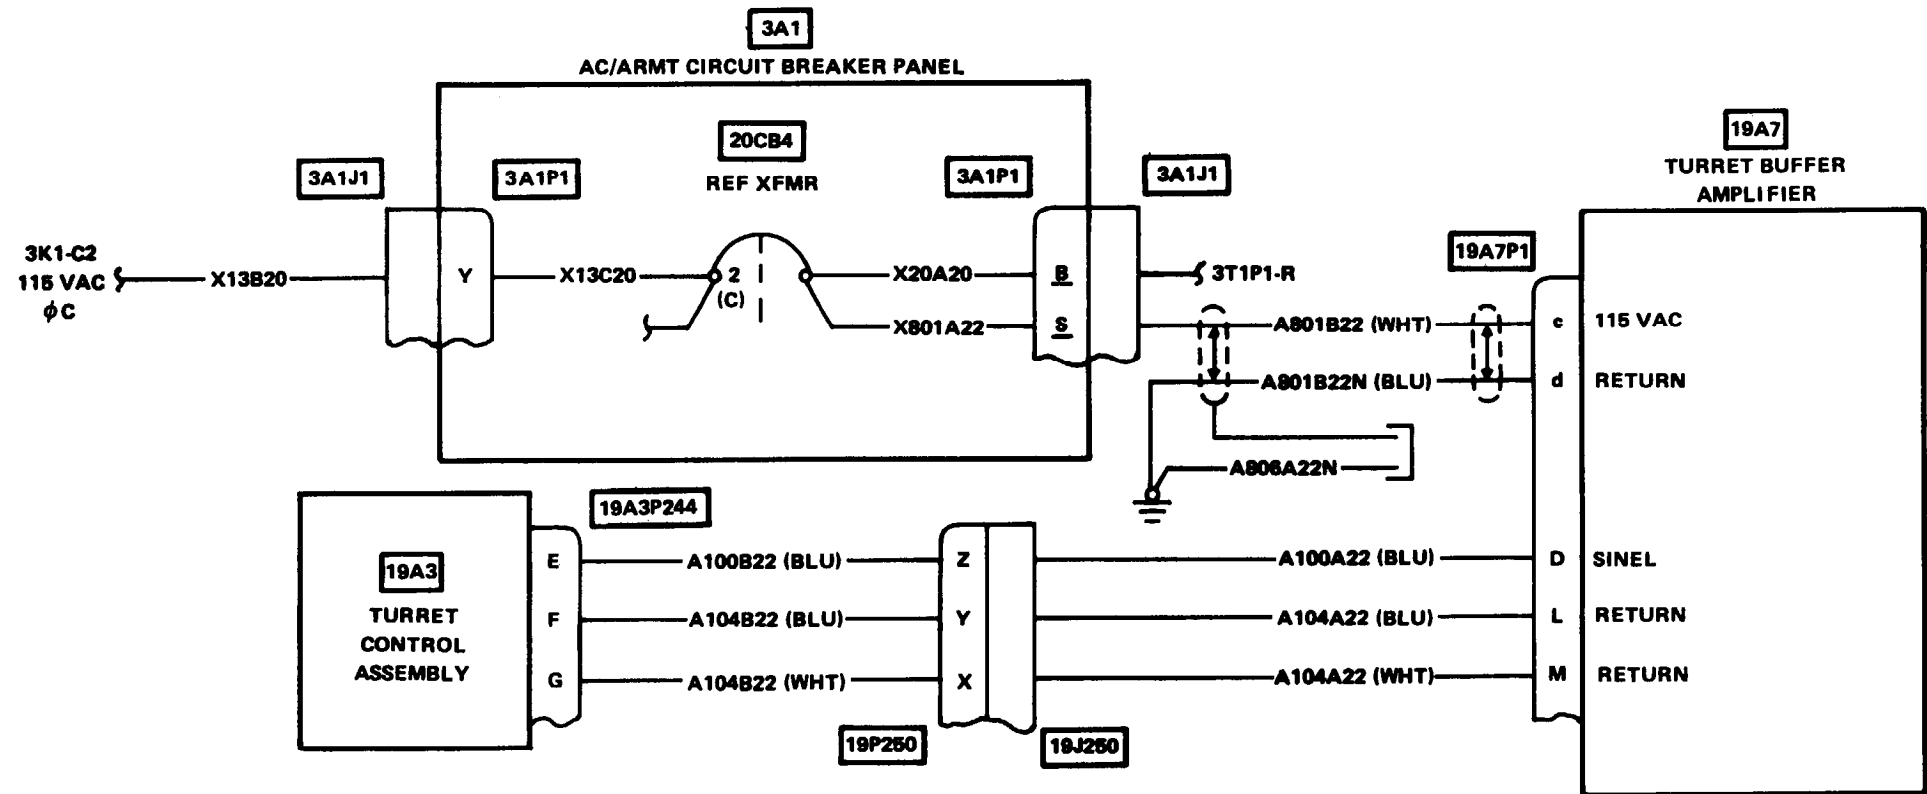 3A1
AC/ARMT CIRCUIT BREAKER PANEL
20CB4
REF XFMR
3A1J1
3A1P1
3A1P1
3A1J1
19A7
TURRET BUFFER
AMPLIFIER
19A7P1
3K1-C2
115 VAC
ϕC
X13B20
Y
X13C20
2
(C)
X20A20
B
3T1P1-R
X801A22
S
A801B22 (WHT)
c
115 VAC
A801B22N (BLU)
d
RETURN
A806A22N
19A3P244
19A3
TURRET
CONTROL
ASSEMBLY
E
A100B22 (BLU)
Z
A100A22 (BLU)
D
SINEL
F
A104B22 (BLU)
Y
A104A22 (BLU)
L
RETURN
G
A104B22 (WHT)
X
A104A22 (WHT)
M
RETURN
19P250
19J250